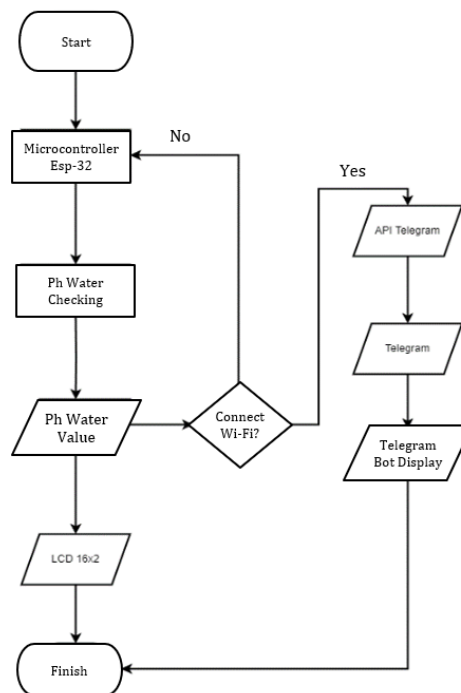 Start
No
Microcontroller
Esp-32
Yes
API Telegram
Ph Water
Checking
Telegram
Ph Water
Value
Connect
Wi-Fi?
Telegram
Bot Display
LCD 16x2
Finish